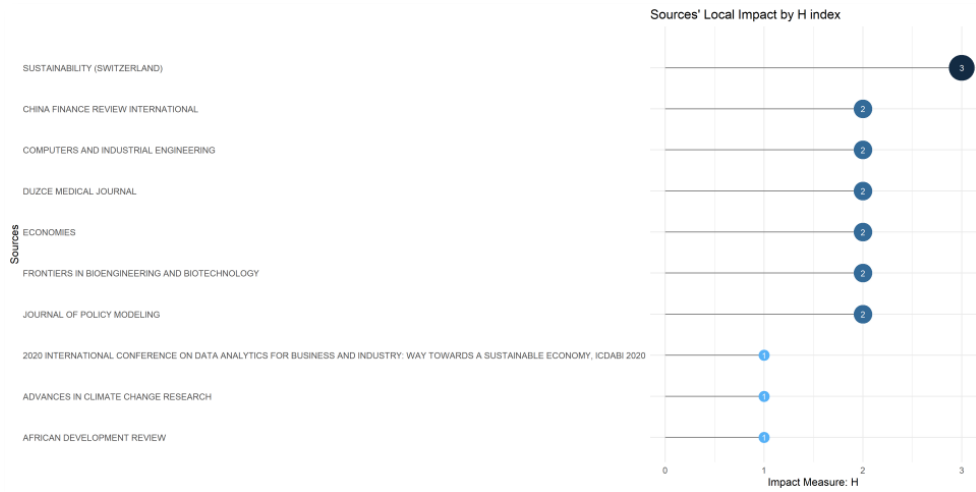 Sources' Local Impact by H index
SUSTAINABILITY (SWITZERLAND)
3
CHINA FINANCE REVIEW INTERNATIONAL
2
COMPUTERS AND INDUSTRIAL ENGINEERING
2
DUZCE MEDICAL JOURNAL
2
ECONOMIES
2
FRONTIERS IN BIOENGINEERING AND BIOTECHNOLOGY
2
JOURNAL OF POLICY MODELING
2
2020 INTERNATIONAL CONFERENCE ON DATA ANALYTICS FOR BUSINESS AND INDUSTRY: WAY TOWARDS A SUSTAINABLE ECONOMY, ICDABI 2020
1
ADVANCES IN CLIMATE CHANGE RESEARCH
1
AFRICAN DEVELOPMENT REVIEW
1
Sources
0 1 2 3
Impact Measure: H